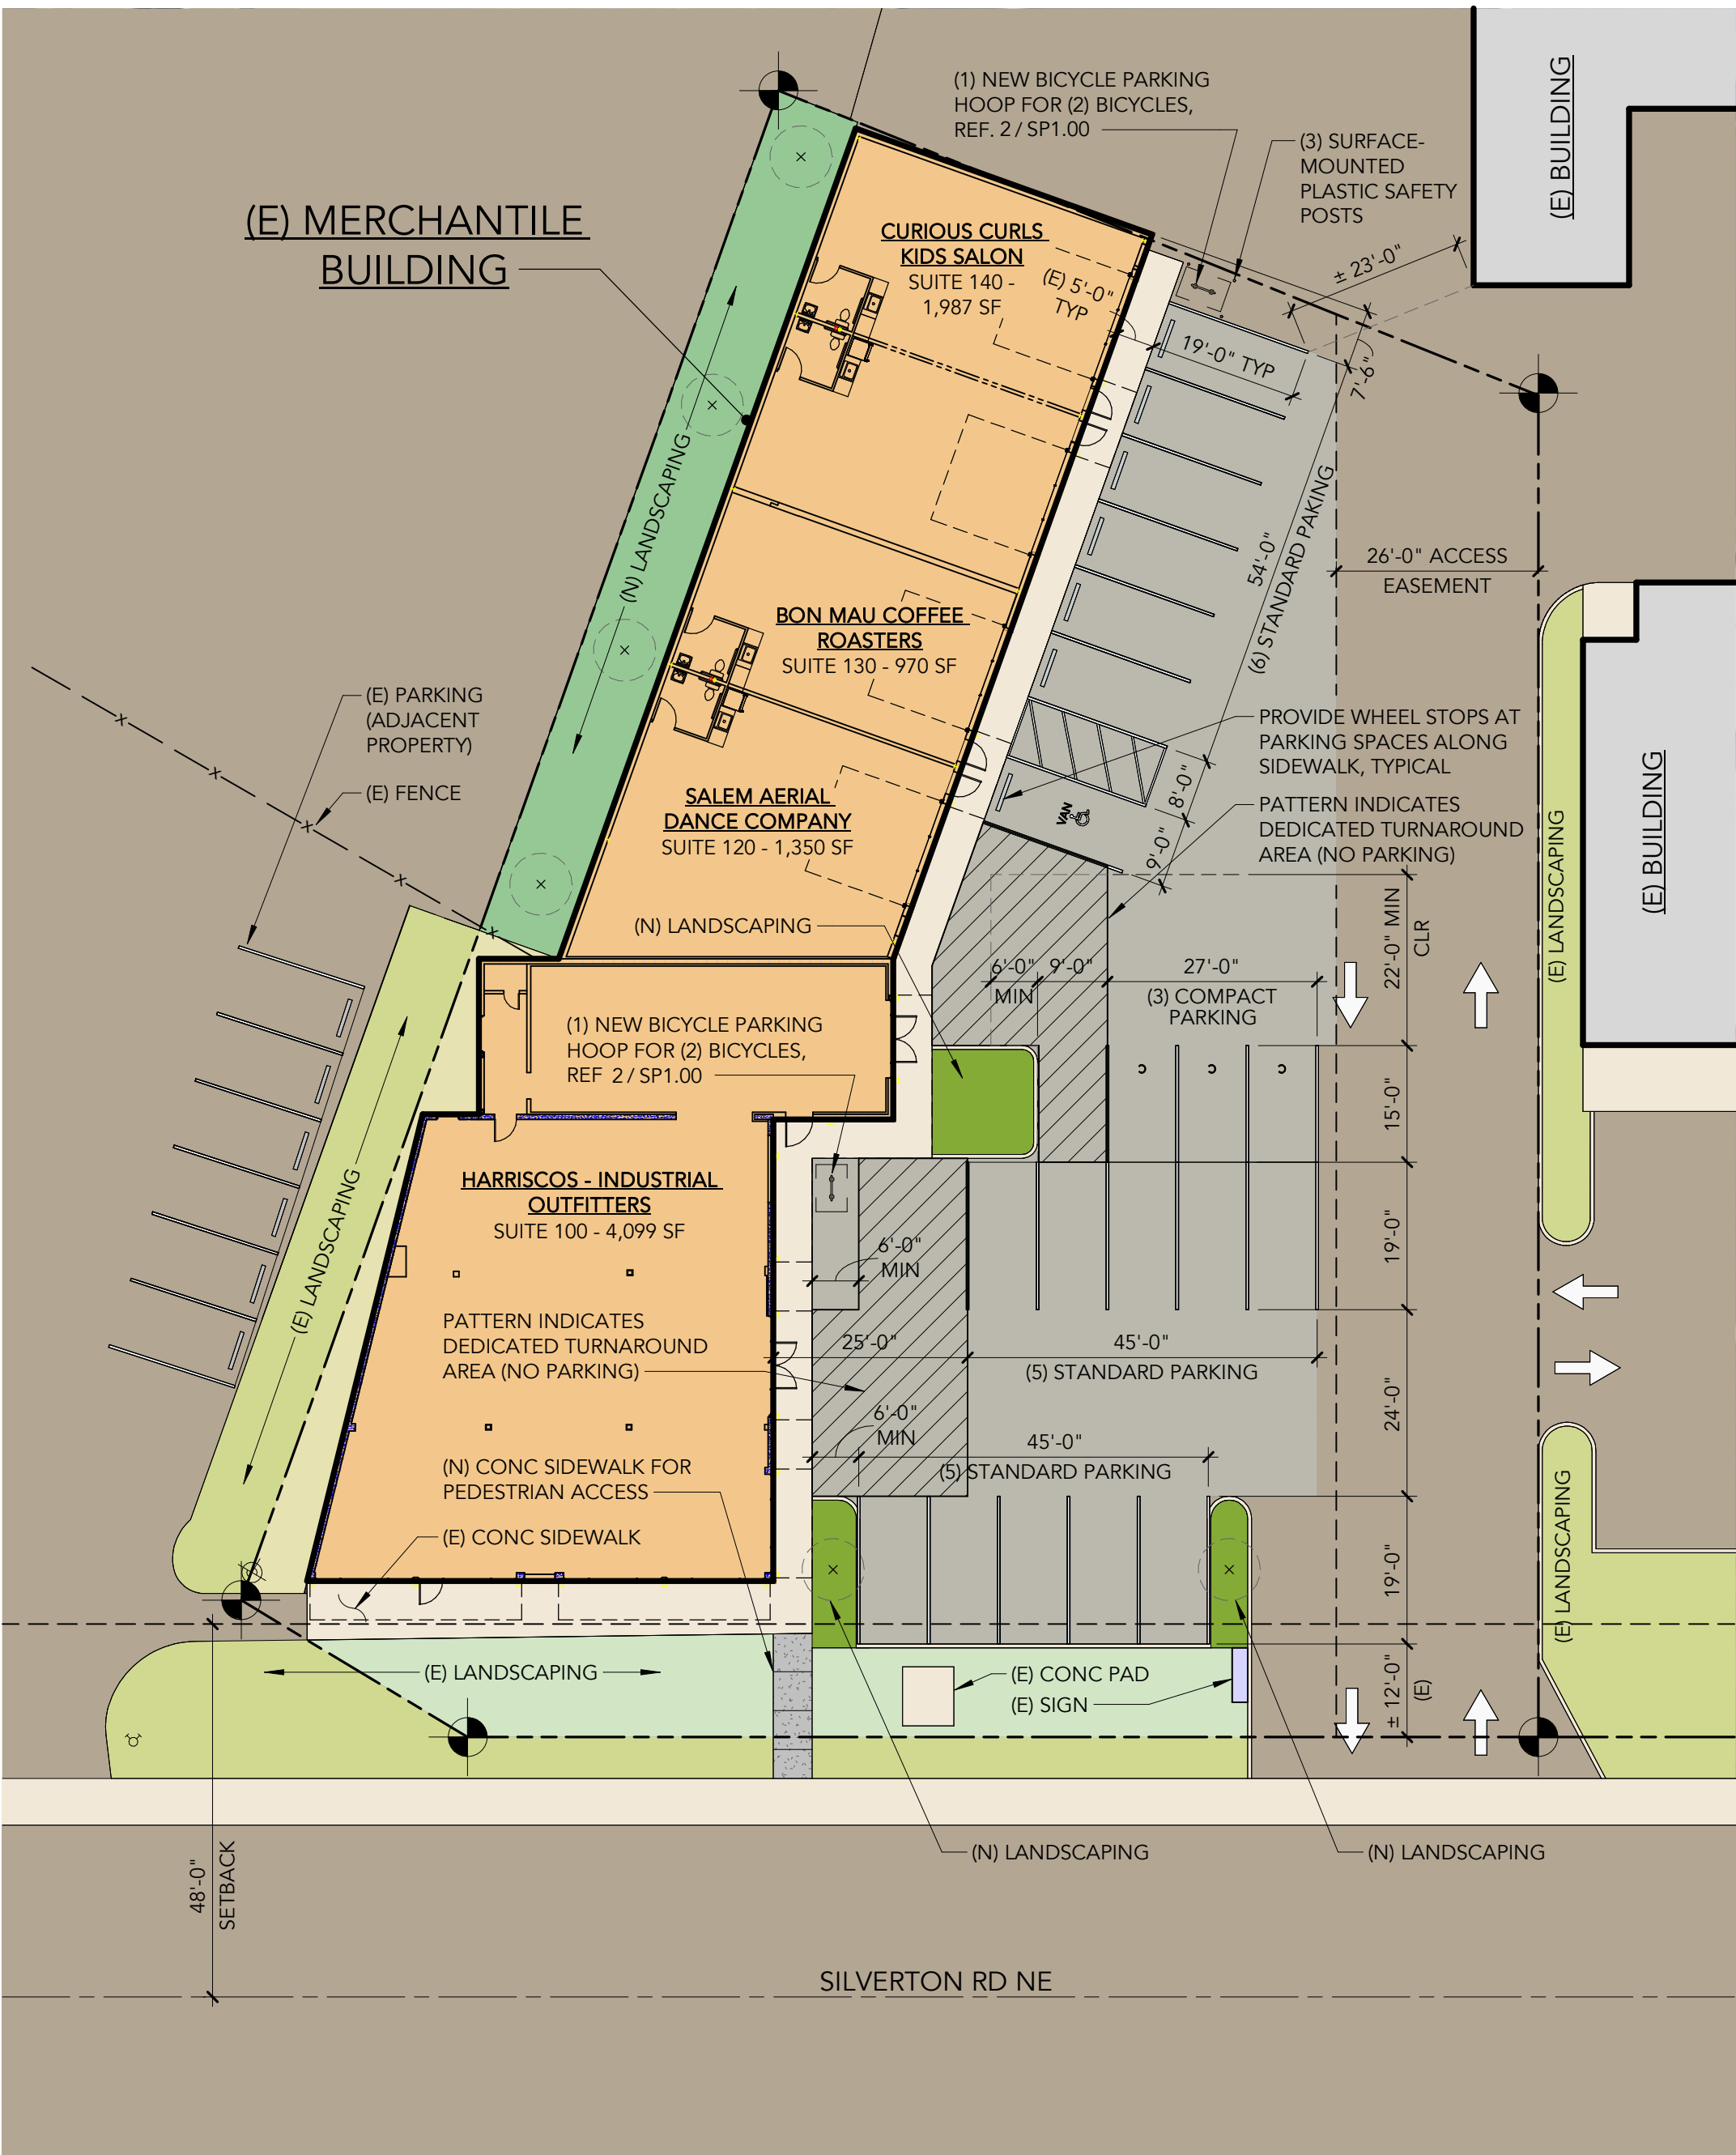 (1) NEW BICYCLE PARKING
HOOP FOR (2) BICYCLES,
REF. 2 / SP1.00
(3) SURFACE-
MOUNTED
PLASTIC SAFETY
POSTS
(E) BUILDING
(E) MERCHANTILE
BUILDING
CURIOUS CURLS
KIDS SALON
SUITE 140 -
1,987 SF
(E) 5'-0"
TYP
± 23'-0"
19'-0" TYP
7'-6"
(N) LANDSCAPING
54'-0"
(6) STANDARD PAKING
26'-0" ACCESS
EASEMENT
BON MAU COFFEE
ROASTERS
SUITE 130 - 970 SF
(E) PARKING
(ADJACENT
PROPERTY)
(E) FENCE
PROVIDE WHEEL STOPS AT
PARKING SPACES ALONG
SIDEWALK, TYPICAL
SALEM AERIAL
DANCE COMPANY
SUITE 120 - 1,350 SF
VAN
8'-0"
9'-0"
PATTERN INDICATES
DEDICATED TURNAROUND
AREA (NO PARKING)
(E) BUILDING
(E) LANDSCAPING
(N) LANDSCAPING
22'-0" MIN
CLR
6'-0"
MIN
9'-0"
27'-0"
(3) COMPACT
PARKING
(1) NEW BICYCLE PARKING
HOOP FOR (2) BICYCLES,
REF 2 / SP1.00
C
C
C
15'-0"
(E) LANDSCAPING
HARRISCOS - INDUSTRIAL
OUTFITTERS
SUITE 100 - 4,099 SF
6'-0"
MIN
19'-0"
PATTERN INDICATES
DEDICATED TURNAROUND
AREA (NO PARKING)
25'-0"
45'-0"
(5) STANDARD PARKING
24'-0"
6'-0"
MIN
45'-0"
(5) STANDARD PARKING
(N) CONC SIDEWALK FOR
PEDESTRIAN ACCESS
(E) CONC SIDEWALK
19'-0"
(E) LANDSCAPING
(E) LANDSCAPING
(E) CONC PAD
(E) SIGN
± 12'-0"
(E)
(N) LANDSCAPING
(N) LANDSCAPING
48'-0"
SETBACK
SILVERTON RD NE